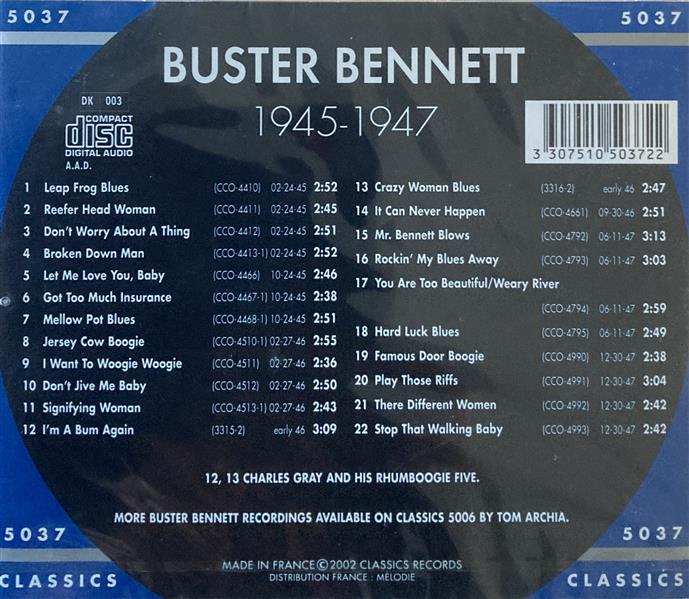 5037
5037
BUSTER BENNETT
1945-1947
DK 003
COMPACT
disc
DIGITAL AUDIO
A.A.D.
3 307510 503722
1 Leap Frog Blues (CCO-4410) 02-24-45 2:52
2 Reefer Head Woman (CCO-4411) 02-24-45 2:45
3 Don't Worry About A Thing (CCO-4412) 02-24-45 2:51
4 Broken Down Man (CCO-4413-1) 02-24-45 2:52
5 Let Me Love You, Baby (CCO-4466) 10-24-45 2:46
6 Got Too Much Insurance (CCO-4467-1) 10-24-45 2:38
7 Mellow Pot Blues (CCO-4468-1) 10-24-45 2:51
8 Jersey Cow Boogie (CCO-4510-1) 02-27-46 2:55
9 I Want To Woogie Woogie (CCO-4511) 02-27-46 2:36
10 Don't Jive Me Baby (CCO-4512) 02-27-46 2:50
11 Signifying Woman (CCO-4513-1) 02-27-46 2:43
12 I'm A Bum Again (3315-2) early 46 3:09
13 Crazy Woman Blues (3316-2) early 46 2:47
14 It Can Never Happen (CCO-4661) 09-30-46 2:51
15 Mr. Bennett Blows (CCO-4792) 06-11-47 3:13
16 Rockin' My Blues Away (CCO-4793) 06-11-47 3:03
17 You Are Too Beautiful/Weary River
(CCO-4794) 06-11-47 2:59
18 Hard Luck Blues (CCO-4795) 06-11-47 2:49
19 Famous Door Boogie (CCO-4990) 12-30-47 2:38
20 Play Those Riffs (CCO-4991) 12-30-47 3:04
21 There Different Women (CCO-4992) 12-30-47 2:42
22 Stop That Walking Baby (CCO-4993) 12-30-47 2:42
12, 13 CHARLES GRAY AND HIS RHUMBOOGIE FIVE.
MORE BUSTER BENNETT RECORDINGS AVAILABLE ON CLASSICS 5006 BY TOM ARCHIA.
5037
5037
MADE IN FRANCE © 2002 CLASSICS RECORDS
DISTRIBUTION FRANCE : MÉLODIE
CLASSICS
CLASSICS